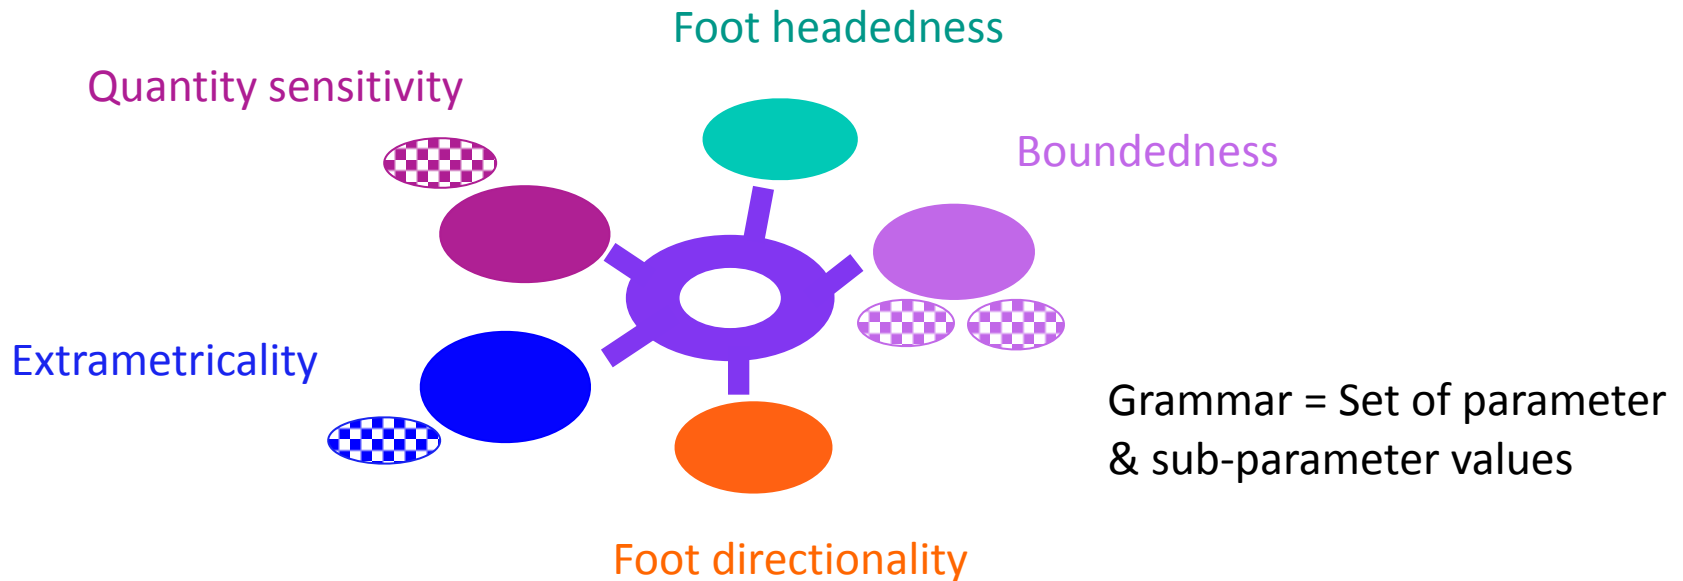 Foot headedness
Quantity sensitivity
Boundedness
Extrametricality
Grammar = Set of parameter
& sub-parameter values
Foot directionality